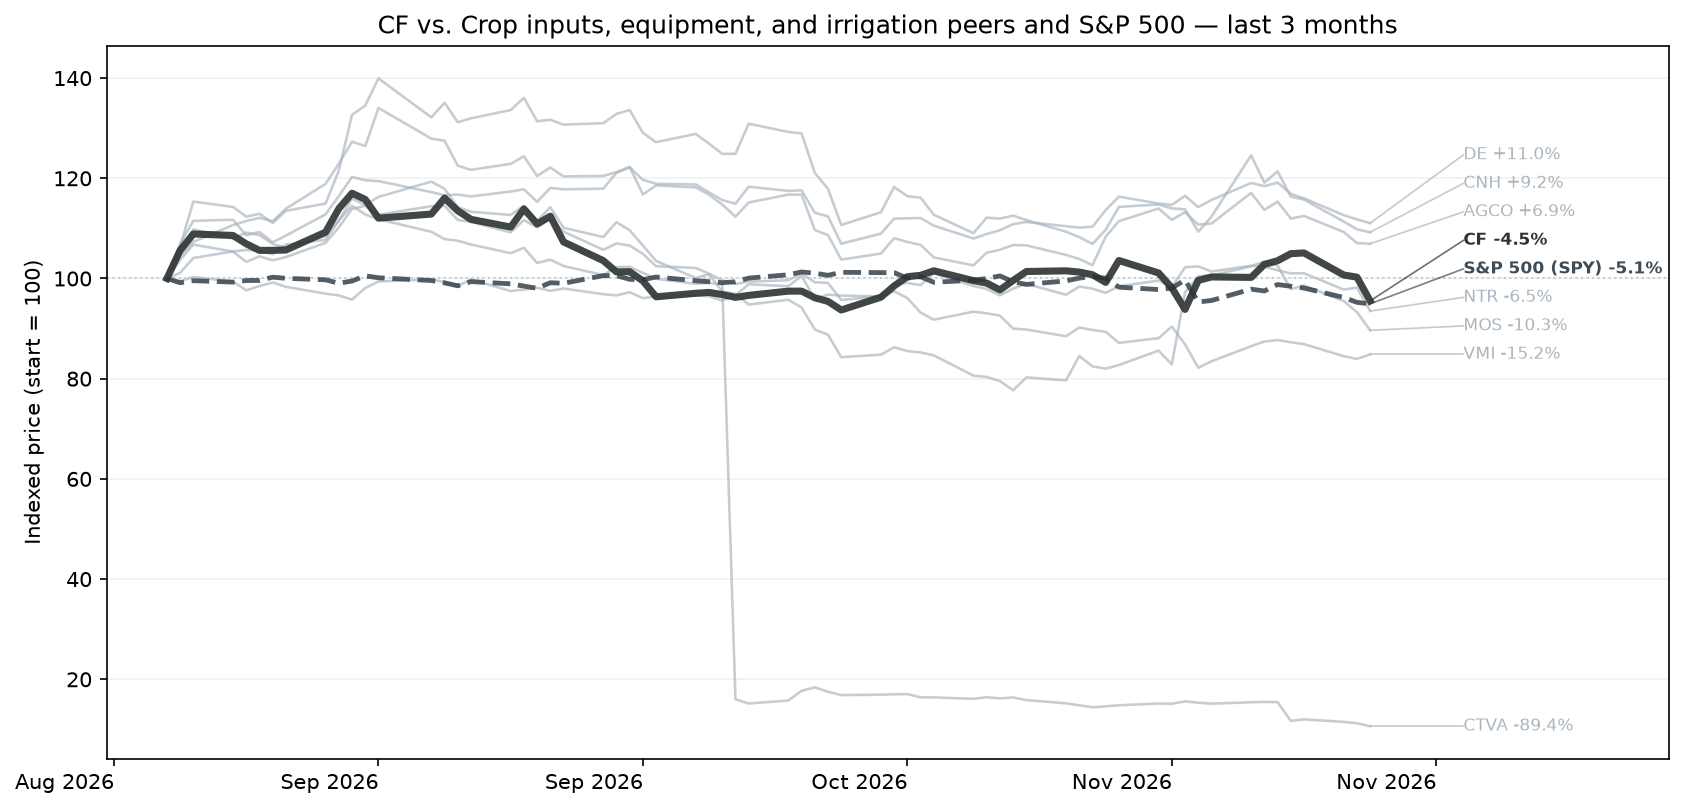 CF vs. Crop inputs, equipment, and irrigation peers and S&P 500 — last 3 months
Indexed price (start = 100)
140
120
100
80
60
40
20
DE +11.0%
CNH +9.2%
AGCO +6.9%
CF -4.5%
S&P 500 (SPY) -5.1%
NTR -6.5%
MOS -10.3%
VMI -15.2%
CTVA -89.4%
Aug 2026
Sep 2026
Sep 2026
Oct 2026
Nov 2026
Nov 2026